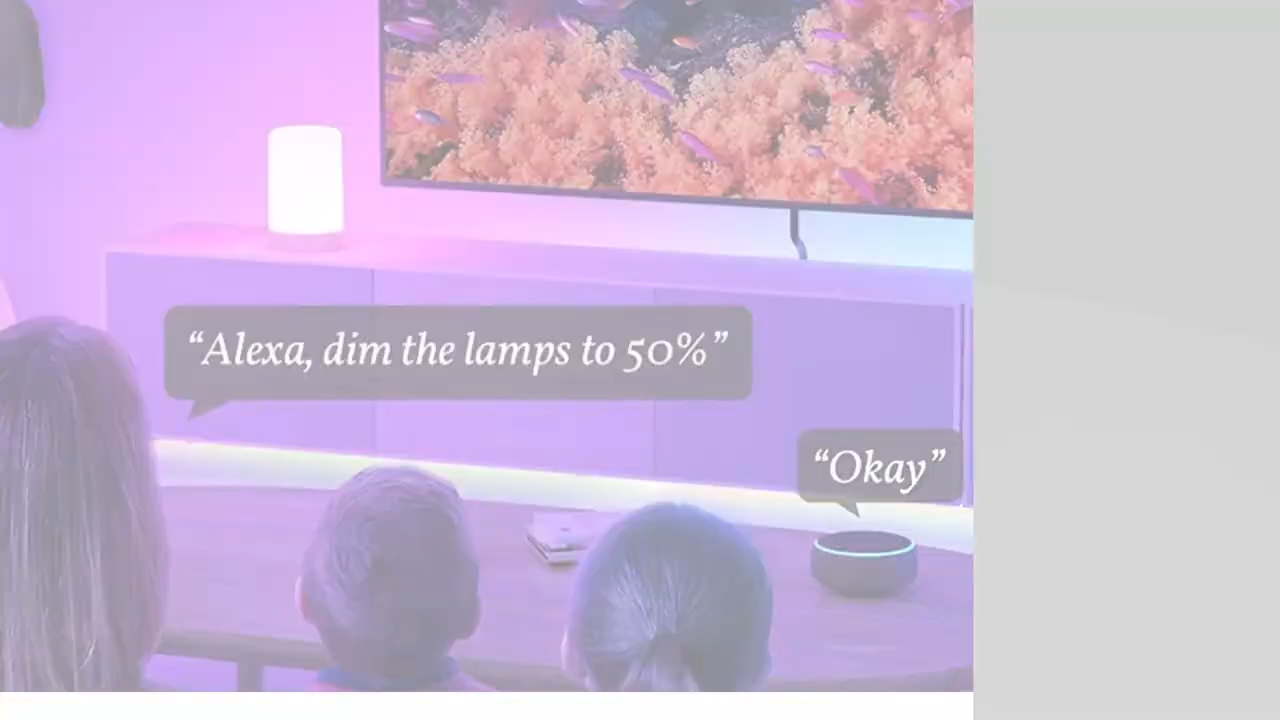 “Alexa, dim the lamps to 50%”
“Okay”